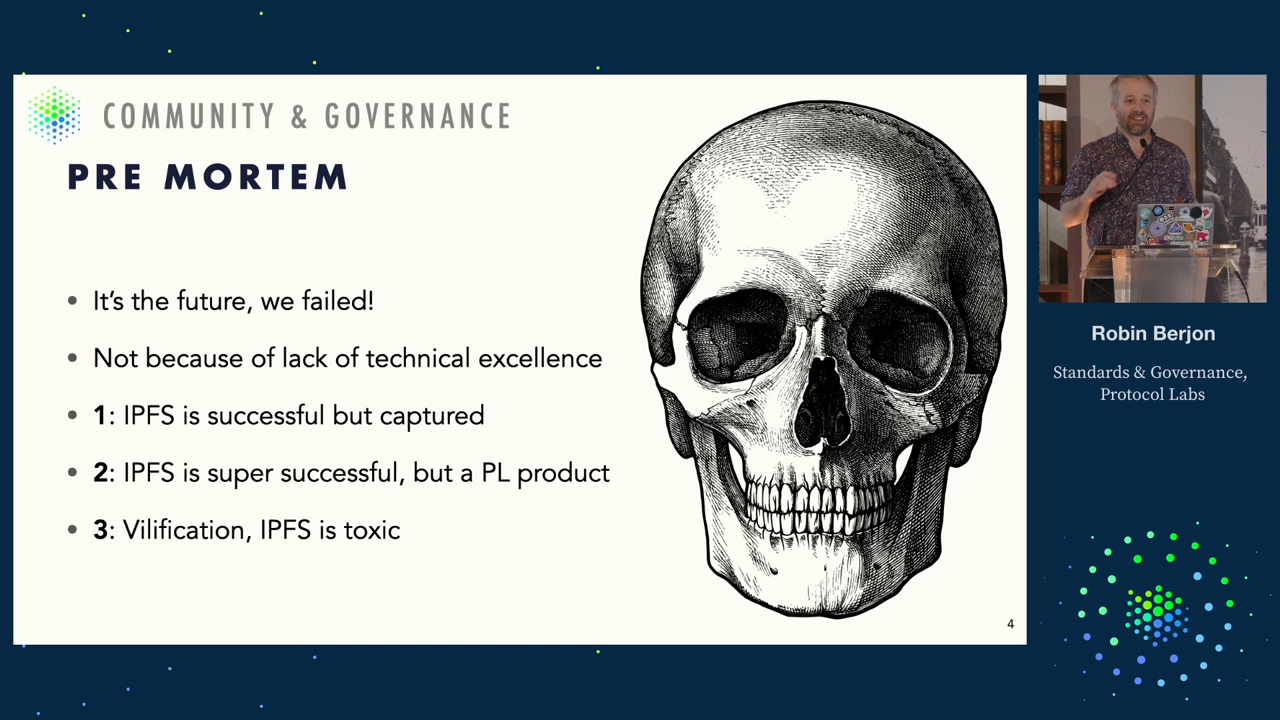 COMMUNITY & GOVERNANCE
PRE MORTEM
• It’s the future, we failed!
• Not because of lack of technical excellence
• 1: IPFS is successful but captured
• 2: IPFS is super successful, but a PL product
• 3: Vilification, IPFS is toxic
4
Robin Berjon
Standards & Governance,
Protocol Labs